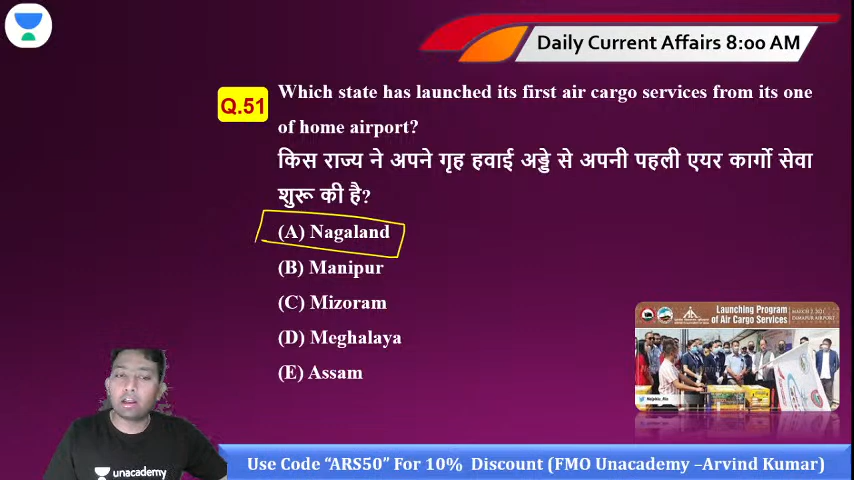 Daily Current Affairs 8:00 AM
Q.51
Which state has launched its first air cargo services from its one
of home airport?
किस राज्य ने अपने गृह हवाई अड्डे से अपनी पहली एयर कार्गो सेवा
शुरू की है?
(A) Nagaland
(B) Manipur
(C) Mizoram
(D) Meghalaya
(E) Assam
Launching Program
of Air Cargo Services
DIMAPUR AIRPORT
unacademy
Use Code “ARS50” For 10% Discount (FMO Unacademy –Arvind Kumar)